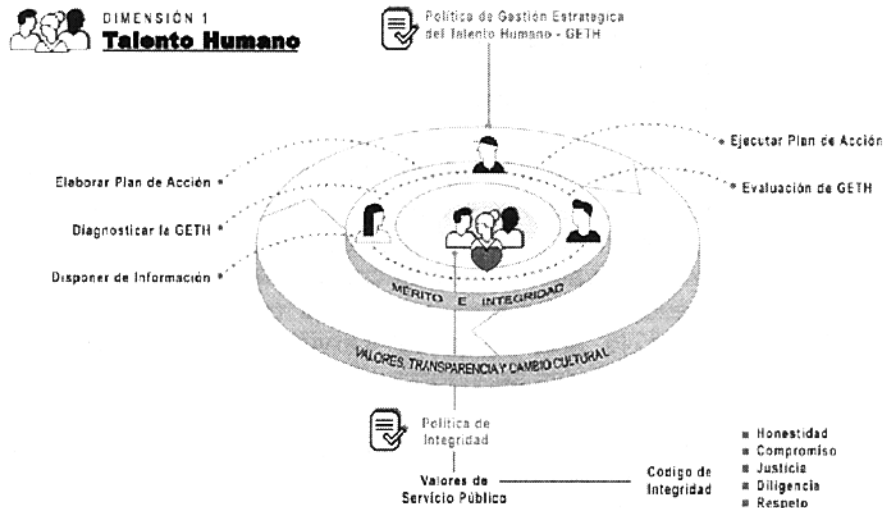 DIMENSIÓN 1
Talento Humano
Política de Gestión Estratégica
del Talento Humano - GETH
Ejecutar Plan de Acción
Evaluación de GETH
Elaborar Plan de Acción
Diagnosticar la GETH
Disponer de Información
MÉRITO E INTEGRIDAD
VALORES, TRANSPARENCIA Y CAMBIO CULTURAL
Política de
Integridad
Valores de
Servicio Público
Código de
Integridad
Honestidad
Compromiso
Justicia
Diligencia
Respeto